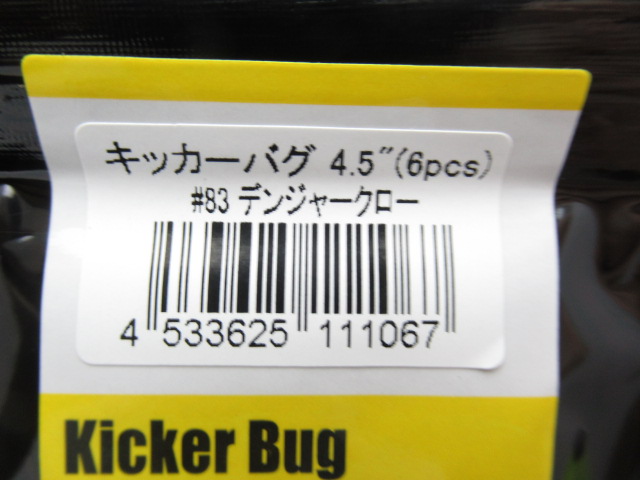 キッカーバグ 4.5"(6pcs)
#83 デンジャークロー
4 533625 111067
Kicker Bug